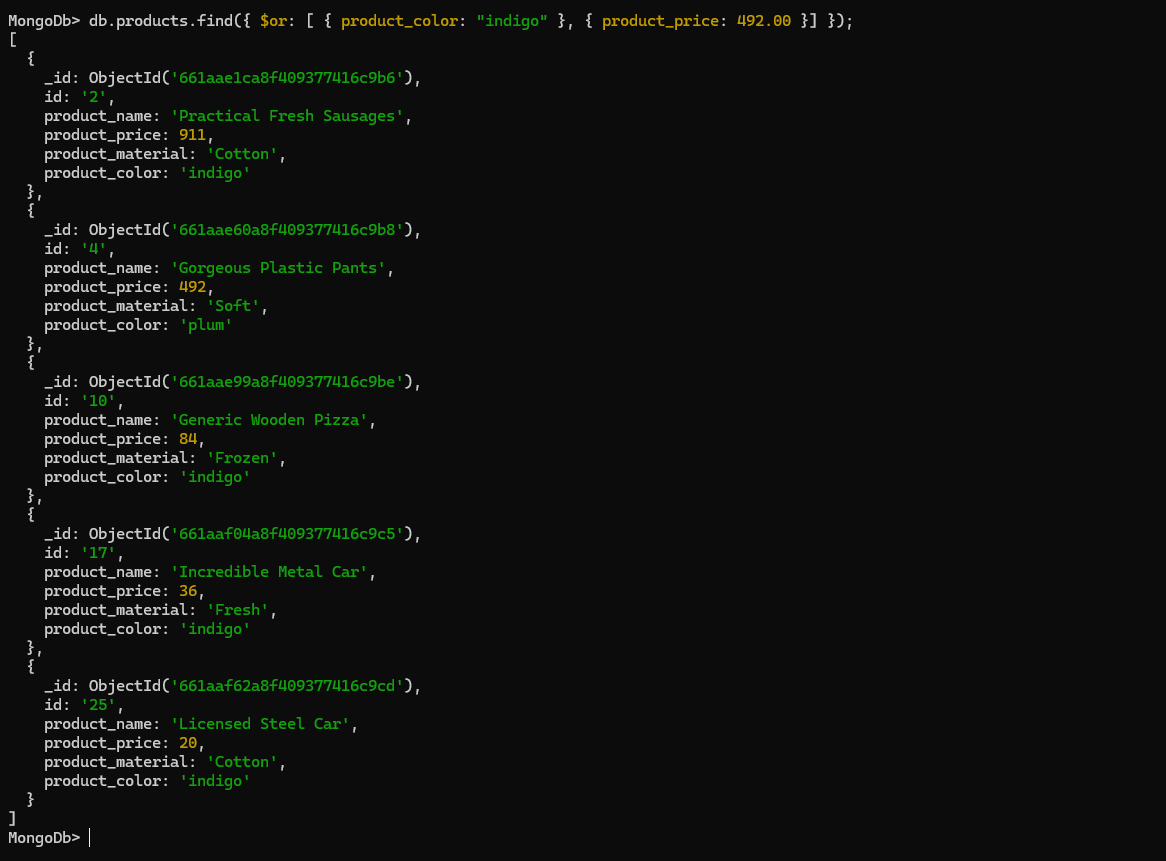 MongoDb> db.products.find({ $or: [ { product_color: "indigo" }, { product_price: 492.00 }] });
[
  {
    _id: ObjectId('661aae1ca8f409377416c9b6'),
    id: '2',
    product_name: 'Practical Fresh Sausages',
    product_price: 911,
    product_material: 'Cotton',
    product_color: 'indigo'
  },
  {
    _id: ObjectId('661aae60a8f409377416c9b8'),
    id: '4',
    product_name: 'Gorgeous Plastic Pants',
    product_price: 492,
    product_material: 'Soft',
    product_color: 'plum'
  },
  {
    _id: ObjectId('661aae99a8f409377416c9be'),
    id: '10',
    product_name: 'Generic Wooden Pizza',
    product_price: 84,
    product_material: 'Frozen',
    product_color: 'indigo'
  },
  {
    _id: ObjectId('661aaf04a8f409377416c9c5'),
    id: '17',
    product_name: 'Incredible Metal Car',
    product_price: 36,
    product_material: 'Fresh',
    product_color: 'indigo'
  },
  {
    _id: ObjectId('661aaf62a8f409377416c9cd'),
    id: '25',
    product_name: 'Licensed Steel Car',
    product_price: 20,
    product_material: 'Cotton',
    product_color: 'indigo'
  }
]
MongoDb>